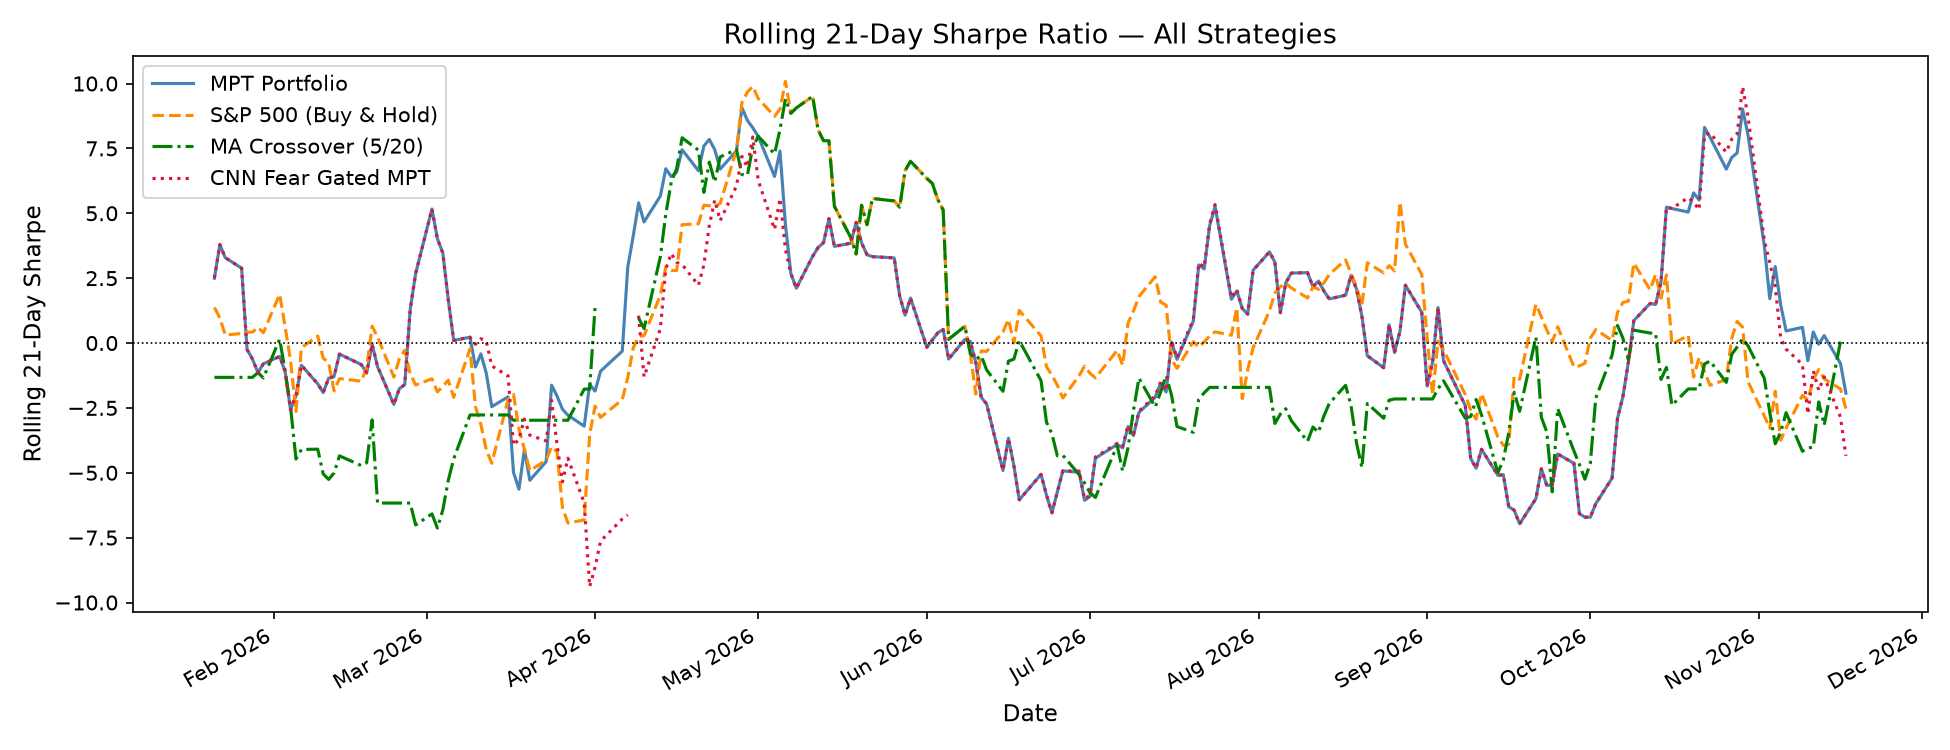 Rolling 21-Day Sharpe Ratio — All Strategies
MPT Portfolio
S&P 500 (Buy & Hold)
MA Crossover (5/20)
CNN Fear Gated MPT
Rolling 21-Day Sharpe
10.0
7.5
5.0
2.5
0.0
−2.5
−5.0
−7.5
−10.0
Feb 2026
Mar 2026
Apr 2026
May 2026
Jun 2026
Jul 2026
Aug 2026
Sep 2026
Oct 2026
Nov 2026
Dec 2026
Date